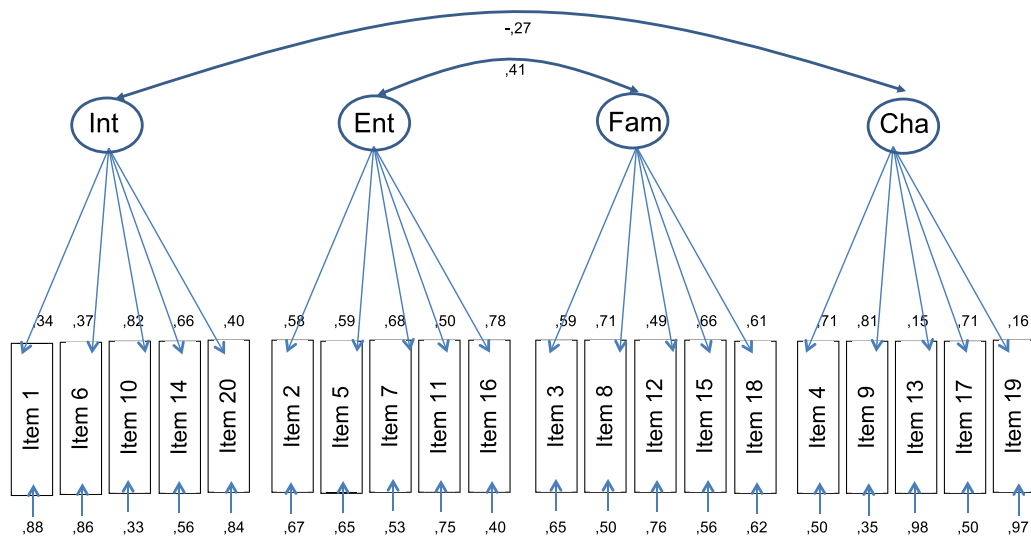 -,27
,41
Int Ent Fam Cha
,34 ,37 ,82 ,66 ,40 ,58 ,59 ,68 ,50 ,78 ,59 ,71 ,49 ,66 ,61 ,71 ,81 ,15 ,71 ,16
Item 1
Item 6
Item 10
Item 14
Item 20
Item 2
Item 5
Item 7
Item 11
Item 16
Item 3
Item 8
Item 12
Item 15
Item 18
Item 4
Item 9
Item 13
Item 17
Item 19
,88 ,86 ,33 ,56 ,84 ,67 ,65 ,53 ,75 ,40 ,65 ,50 ,76 ,56 ,62 ,50 ,35 ,98 ,50 ,97